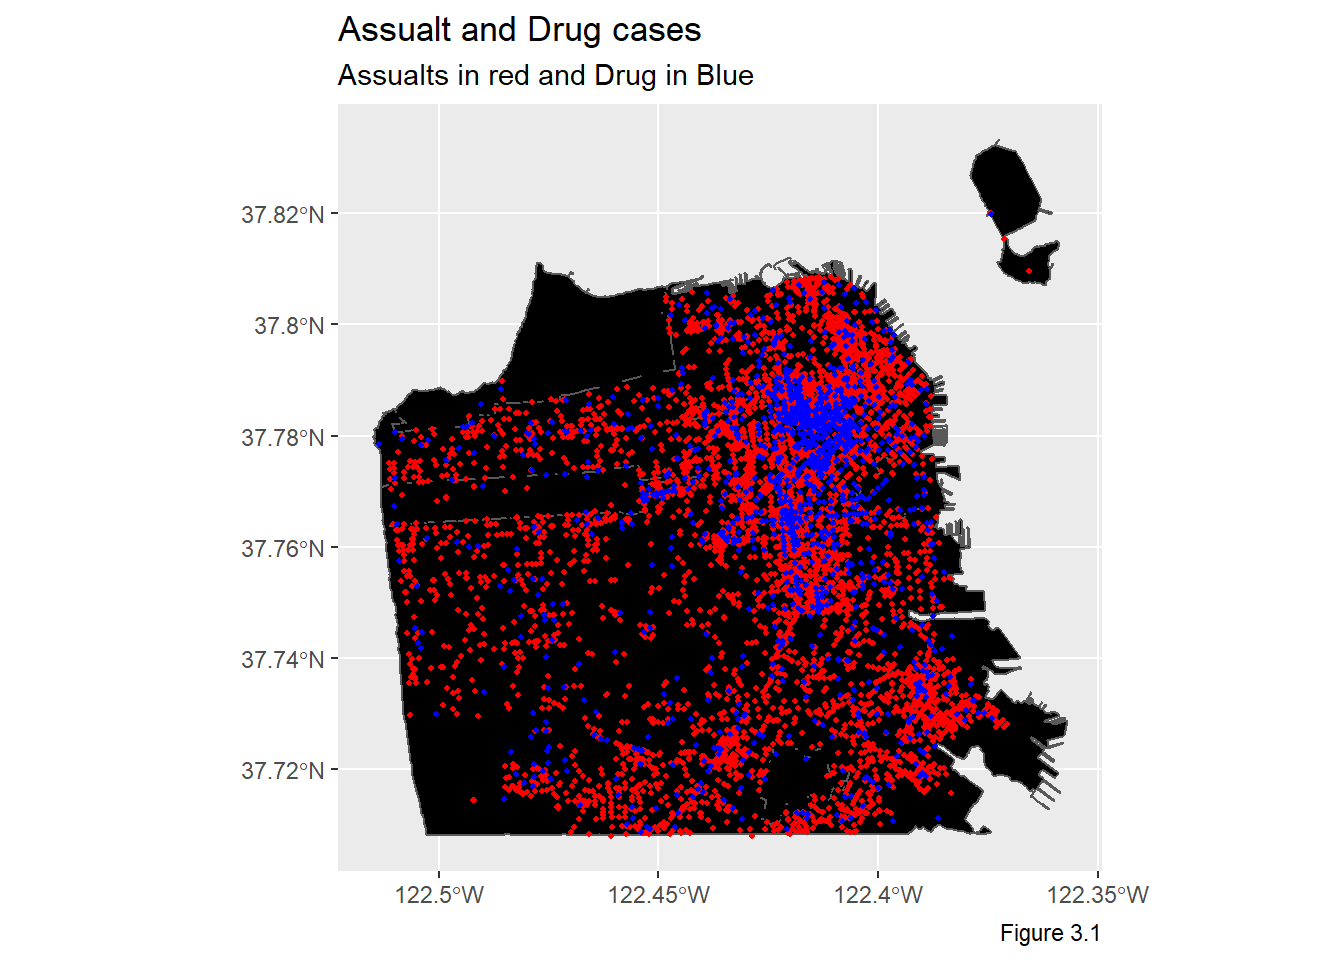 Assualt and Drug cases
Assualts in red and Drug in Blue
37.82°N
37.8°N
37.78°N
37.76°N
37.74°N
37.72°N
122.5°W
122.45°W
122.4°W
122.35°W
Figure 3.1